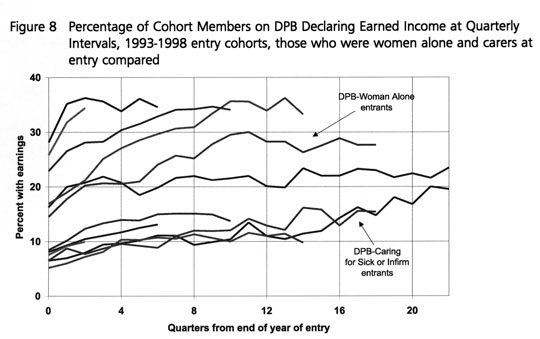 Figure 8 Percentage of Cohort Members on DPB Declaring Earned Income at Quarterly
Intervals, 1993-1998 entry cohorts, those who were women alone and carers at
entry compared
40
30
20
10
0
Percent with earnings
DPB-Woman Alone
entrants
DPB-Caring
for Sick or Infirm
entrants
0 4 8 12 16 20
Quarters from end of year of entry